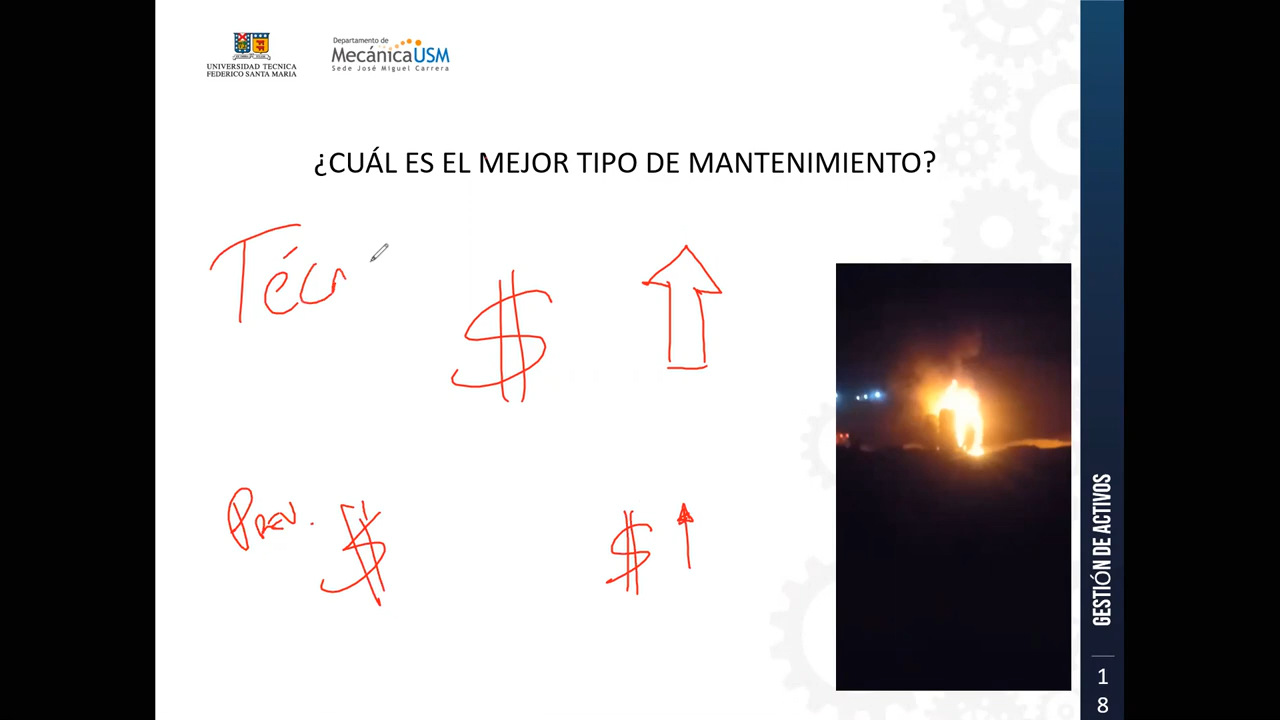 UNIVERSIDAD TECNICA
FEDERICO SANTA MARIA
Departamento de
MecánicaUSM
Sede José Miguel Carrera
¿CUÁL ES EL MEJOR TIPO DE MANTENIMIENTO?
Téc
$
PREV. $
$
GESTIÓN DE ACTIVOS
1
8